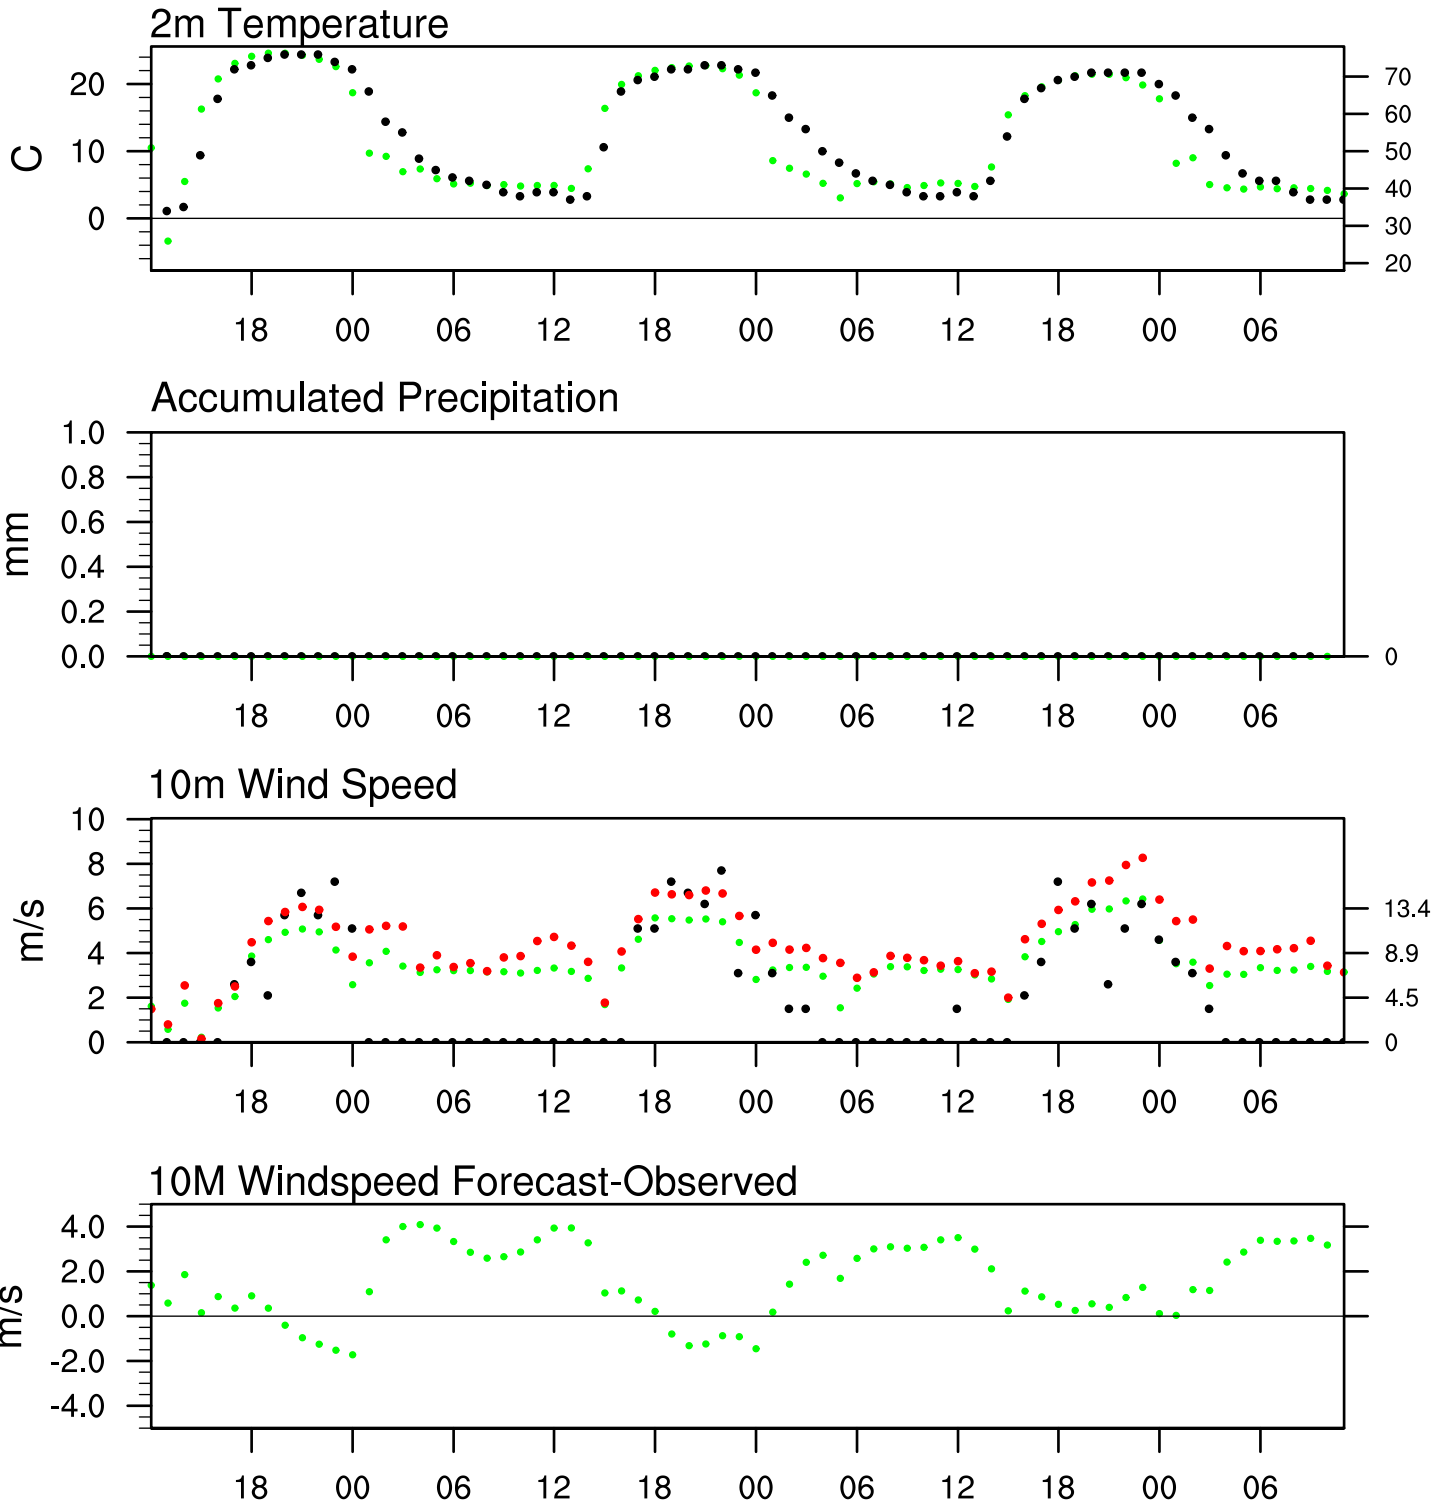 2m Temperature
C
20
10
0
70
60
50
40
30
20
18 00 06 12 18 00 06 12 18 00 06
Accumulated Precipitation
mm
1.0
0.8
0.6
0.4
0.2
0.0
0
18 00 06 12 18 00 06 12 18 00 06
10m Wind Speed
m/s
10
8
6
4
2
0
13.4
8.9
4.5
0
18 00 06 12 18 00 06 12 18 00 06
10M Windspeed Forecast-Observed
m/s
4.0
2.0
0.0
-2.0
-4.0
18 00 06 12 18 00 06 12 18 00 06